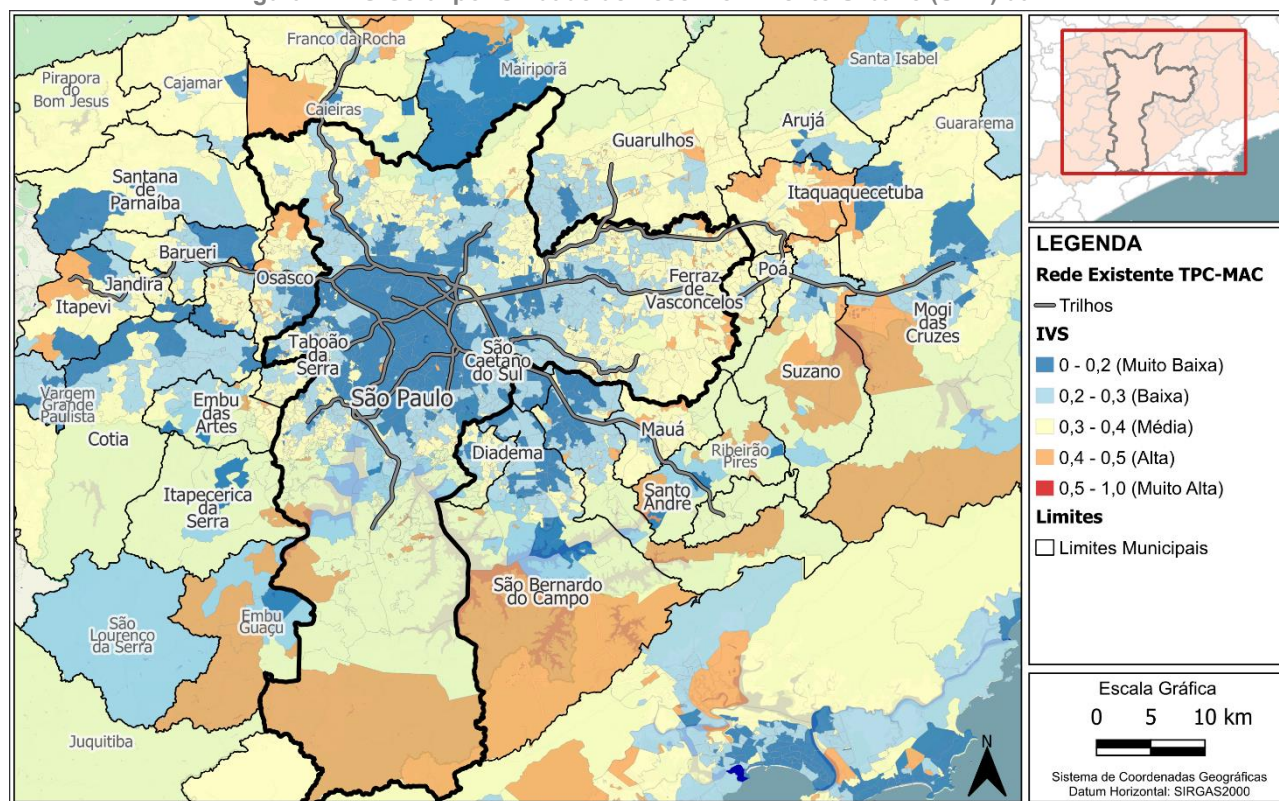 Franco da Rocha
Mairiporã
Santa Isabel
Pirapora
do
Bom Jesus
Cajamar
Caieiras
Guarulhos
Arujá
Guararema
Santana
de
Parnaíba
Itaquaquecetuba
Barueri
Osasco
Jandira
Itapevi
Ferraz
de
Vasconcelos
Poá
Mogi
das
Cruzes
Taboão
da
Serra
São
Caetano
do Sul
São Paulo
Suzano
Vargem
Grande
Paulista
Cotia
Embu
das
Artes
Diadema
Mauá
Ribeirão
Pires
Itapecerica
da
Serra
Santo
André
São Bernardo
do Campo
São
Lourenço
da Serra
Embu
Guaçu
Juquitiba
N
LEGENDA
Rede Existente TPC-MAC
Trilhos
IVS
0 - 0,2 (Muito Baixa)
0,2 - 0,3 (Baixa)
0,3 - 0,4 (Média)
0,4 - 0,5 (Alta)
0,5 - 1,0 (Muito Alta)
Limites
Limites Municipais
Escala Gráfica
0 5 10 km
Sistema de Coordenadas Geográficas
Datum Horizontal: SIRGAS2000